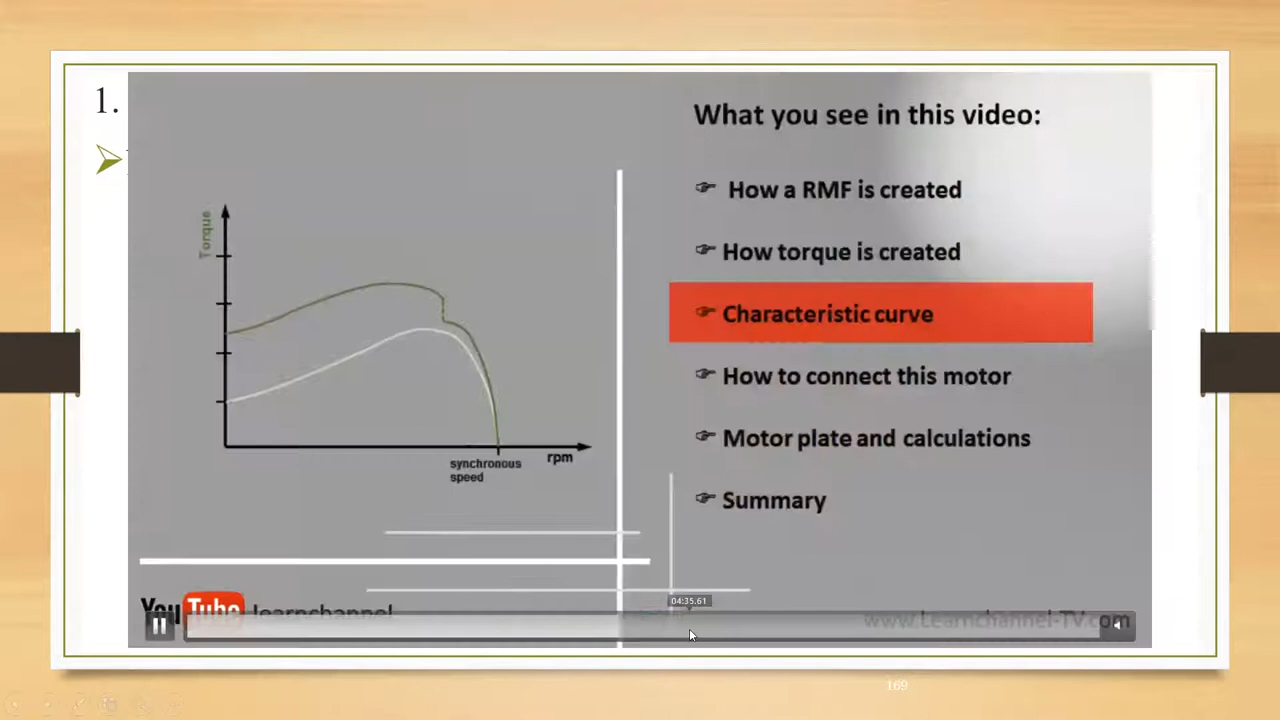 1.
What you see in this video:
How a RMF is created
How torque is created
Characteristic curve
How to connect this motor
Motor plate and calculations
Summary
Torque
rpm
synchronous
speed
YouTube learnchannel
04:35.61
www.Learnchannel-TV.com
169